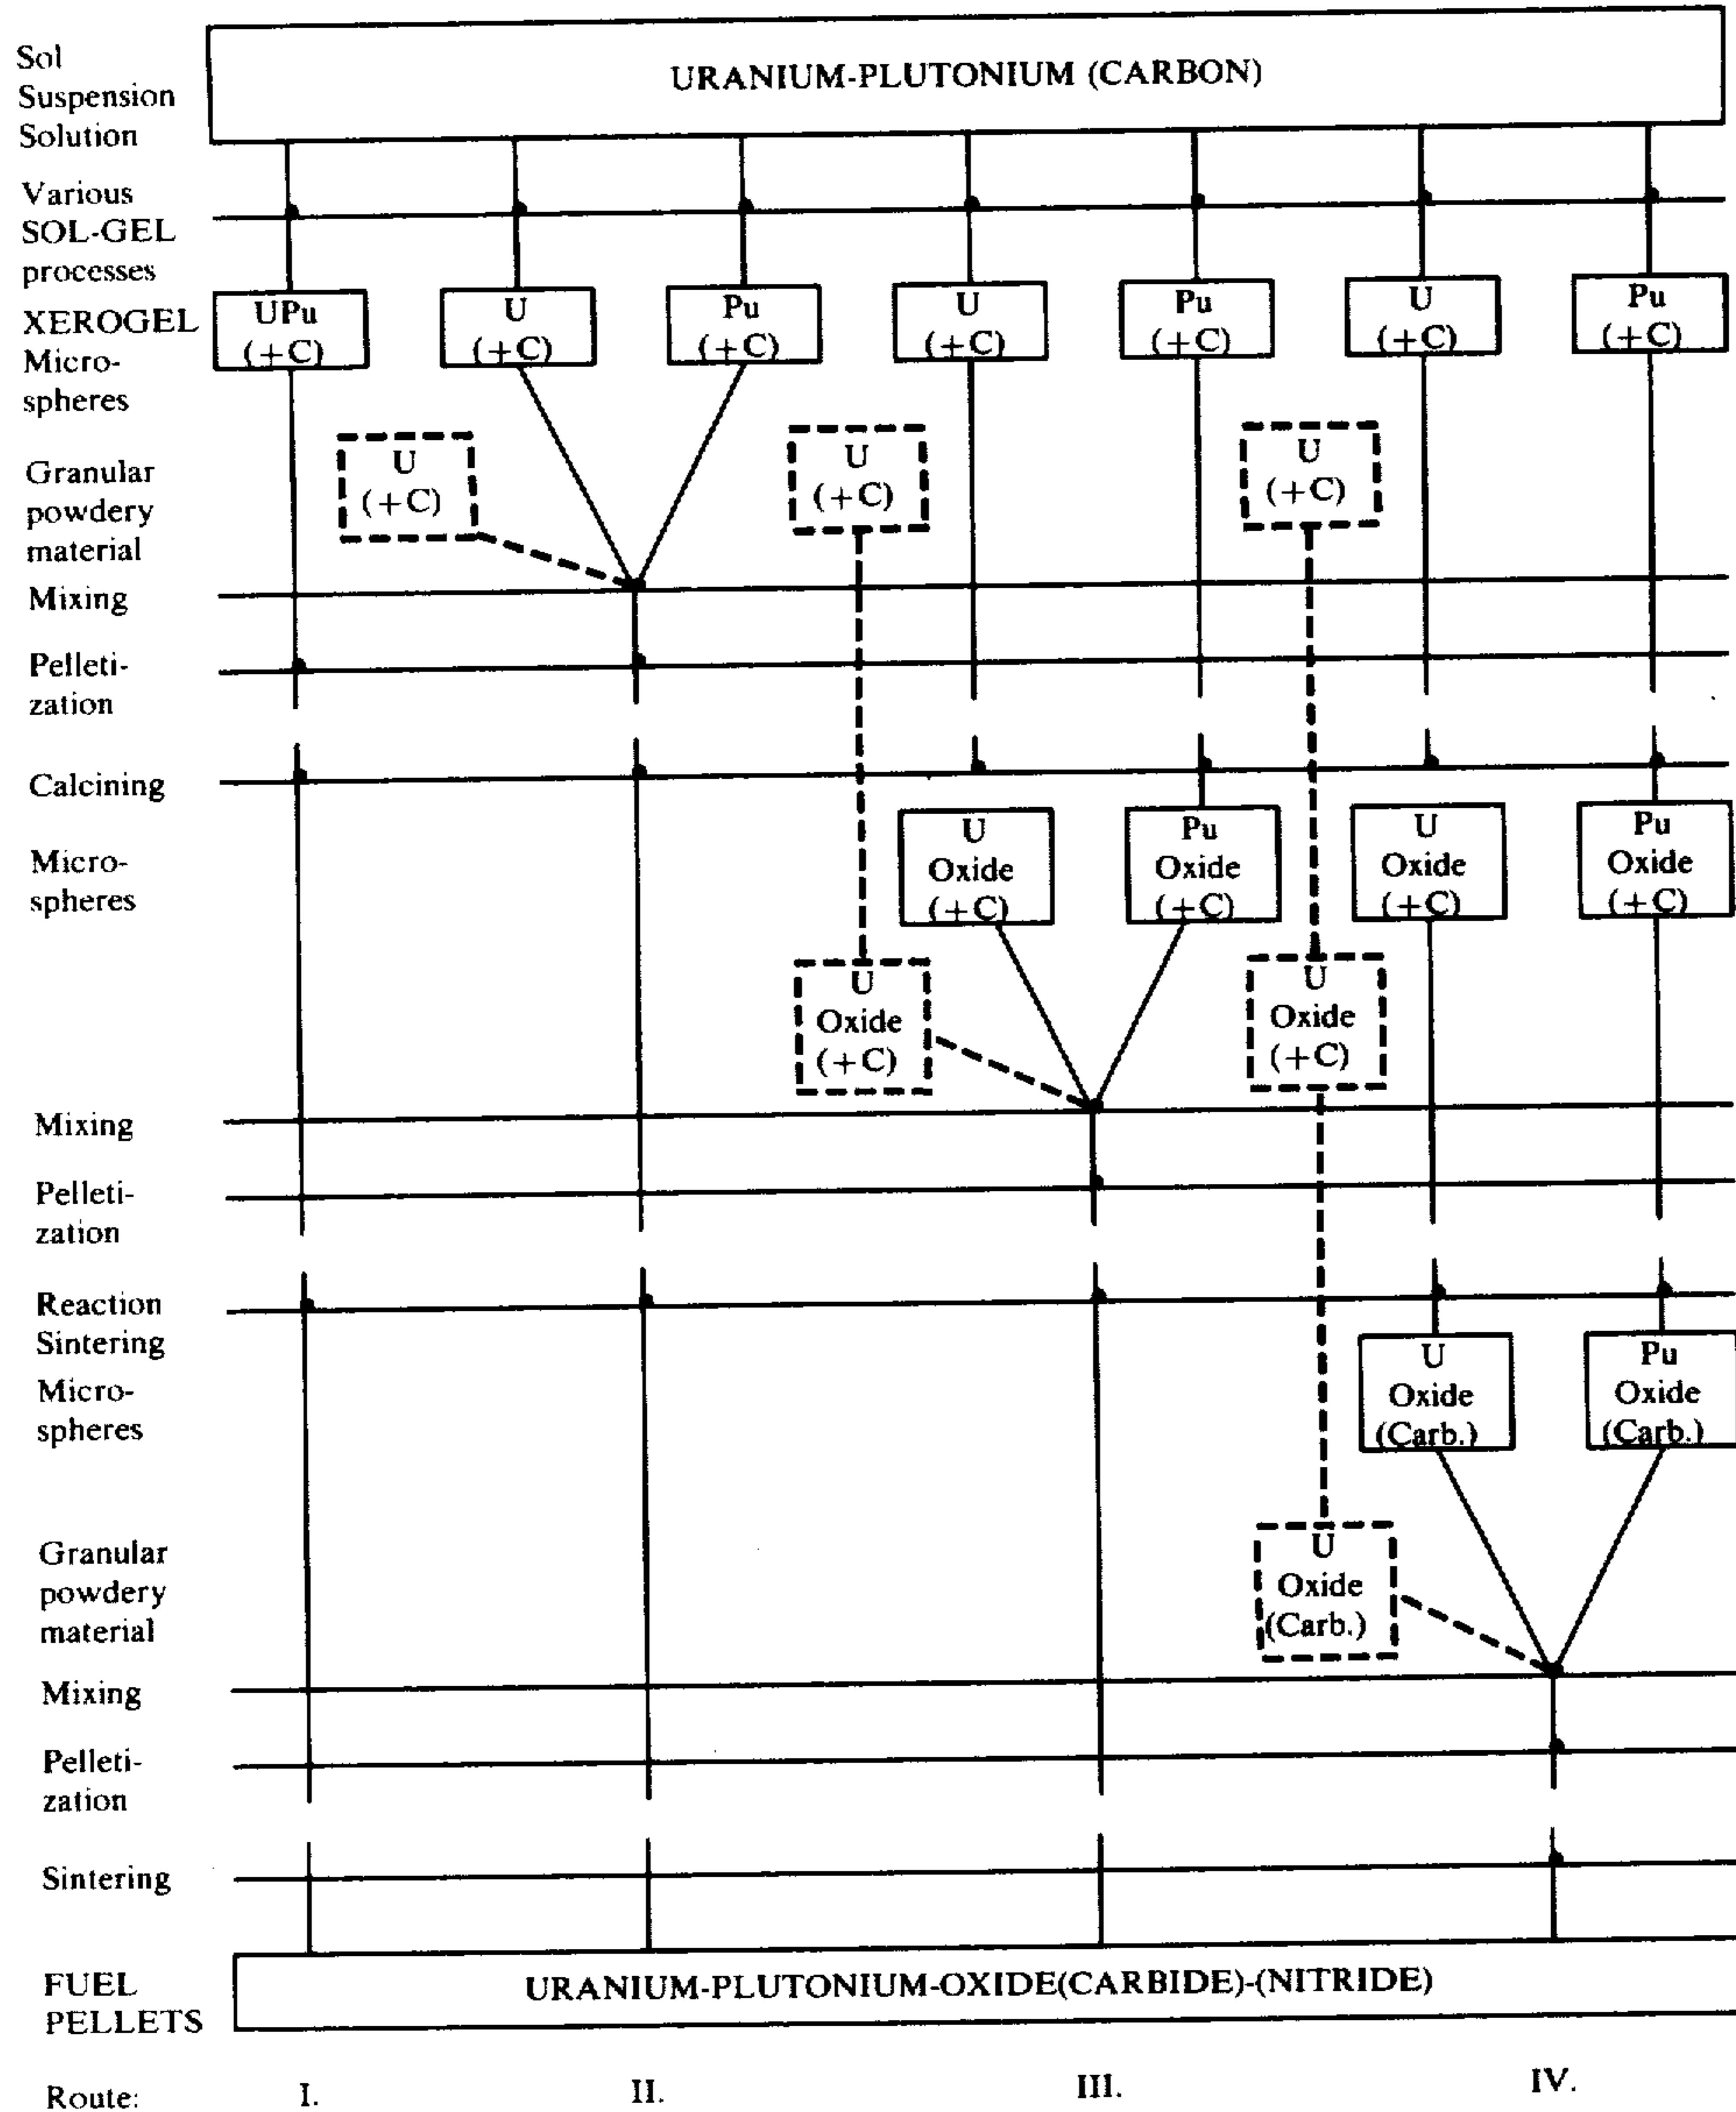 Sol
Suspension
Solution
URANIUM-PLUTONIUM (CARBON)
Various
SOL-GEL
processes
XEROGEL
Micro-
spheres
UPu
(+C)
U
(+C)
Pu
(+C)
U
(+C)
Pu
(+C)
U
(+C)
Pu
(+C)
Granular
powdery
material
U
(+C)
U
(+C)
U
(+C)
Mixing
Pelleti-
zation
Calcining
Micro-
spheres
U
Oxide
(+C)
Pu
Oxide
(+C)
U
Oxide
(+C)
Pu
Oxide
(+C)
U
Oxide
(+C)
U
Oxide
(+C)
Mixing
Pelleti-
zation
Reaction
Sintering
Micro-
spheres
U
Oxide
(Carb.)
Pu
Oxide
(Carb.)
Granular
powdery
material
U
Oxide
(Carb.)
Mixing
Pelleti-
zation
Sintering
FUEL
PELLETS
URANIUM-PLUTONIUM-OXIDE(CARBIDE)-(NITRIDE)
Route:
I.
II.
III.
IV.